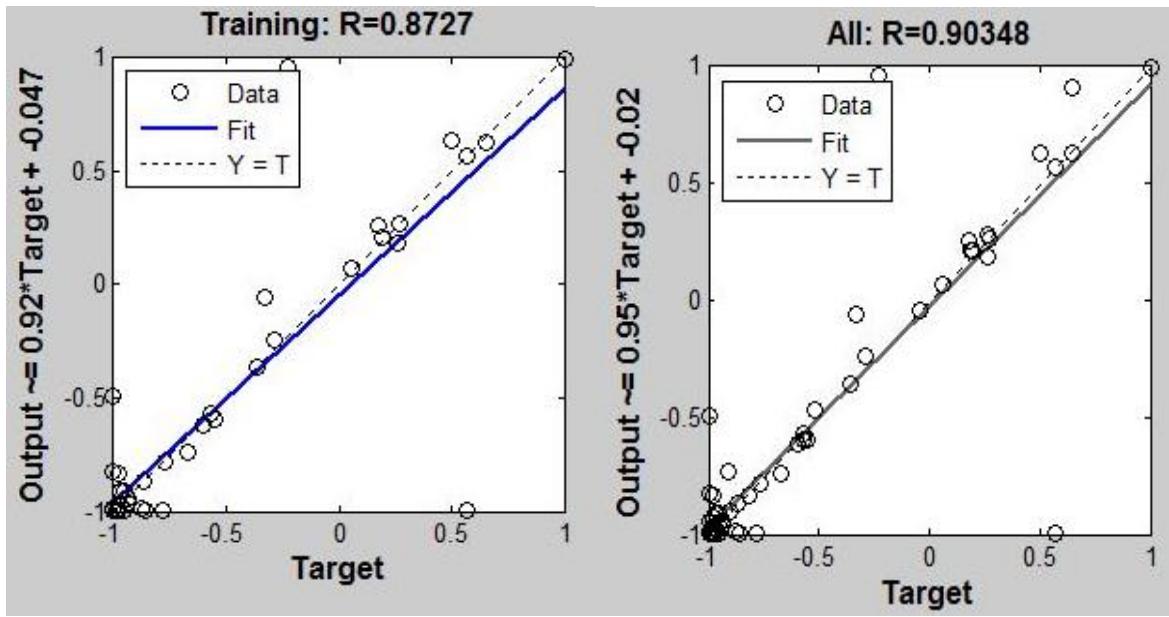 Training: R=0.8727
Output ~= 0.92*Target + -0.047
1
0.5
0
-0.5
-1
Data
Fit
Y = T
-1
-0.5
0
0.5
1
Target
All: R=0.90348
Output ~= 0.95*Target + -0.02
1
0.5
0
-0.5
-1
Data
Fit
Y = T
-1
-0.5
0
0.5
1
Target